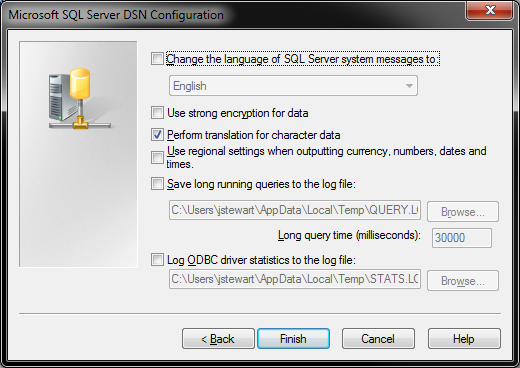 Microsoft SQL Server DSN Configuration
Change the language of SQL Server system messages to:
English
Use strong encryption for data
Perform translation for character data
Use regional settings when outputting currency, numbers, dates and
times.
Save long running queries to the log file:
C:\Users\jstewart\AppData\Local\Temp\QUERY.LO
Browse...
Long query time (milliseconds):
30000
Log ODBC driver statistics to the log file:
C:\Users\jstewart\AppData\Local\Temp\STATS.LO
Browse...
< Back
Finish
Cancel
Help